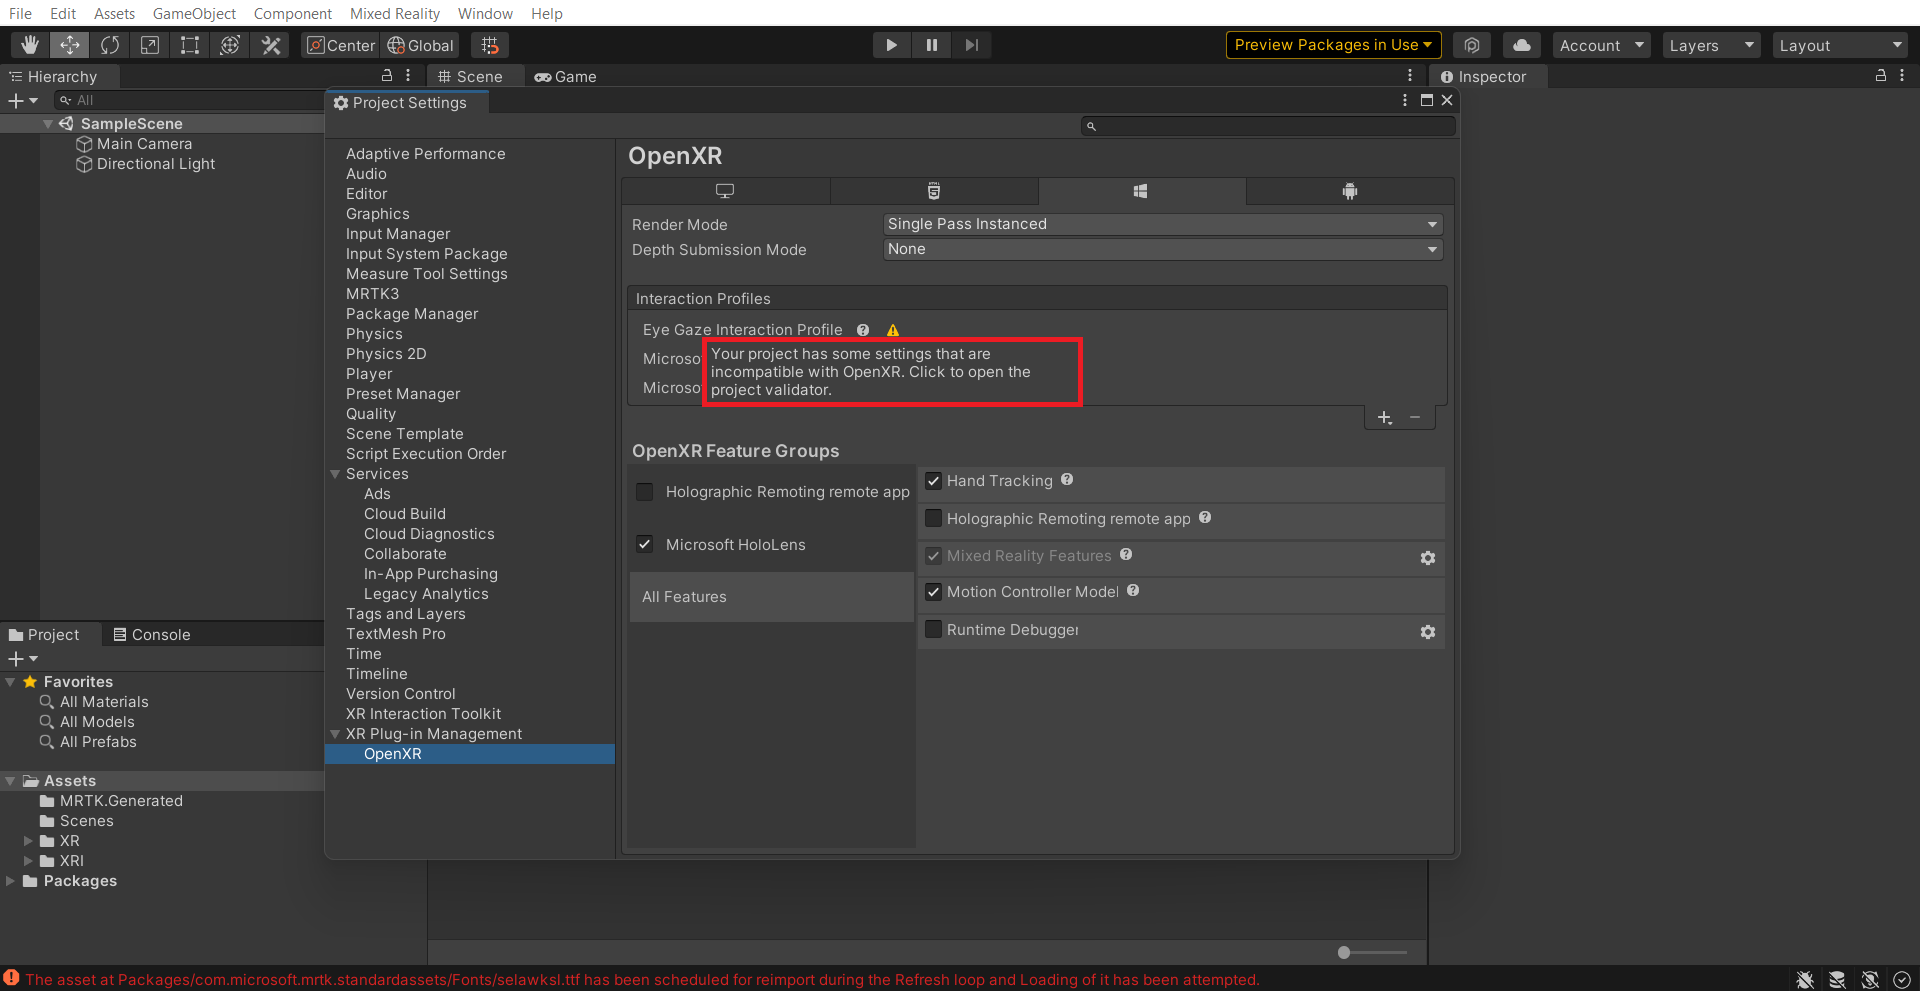 File Edit Assets GameObject Component Mixed Reality Window Help
Center Global Preview Packages in Use Account Layers Layout
Hierarchy Scene Game Inspector
All
Project Settings
SampleScene
Main Camera
Directional Light
Adaptive Performance
Audio
Editor
Graphics
Input Manager
Input System Package
Measure Tool Settings
MRTK3
Package Manager
Physics
Physics 2D
Player
Preset Manager
Quality
Scene Template
Script Execution Order
Services
Ads
Cloud Build
Cloud Diagnostics
Collaborate
In-App Purchasing
Legacy Analytics
Tags and Layers
TextMesh Pro
Time
Timeline
Version Control
XR Interaction Toolkit
XR Plug-in Management
OpenXR
OpenXR
Render Mode Single Pass Instanced
Depth Submission Mode None
Interaction Profiles
Eye Gaze Interaction Profile
Your project has some settings that are
incompatible with OpenXR. Click to open the
project validator.
OpenXR Feature Groups
Holographic Remoting remote app
Microsoft HoloLens
All Features
Hand Tracking
Holographic Remoting remote app
Mixed Reality Features
Motion Controller Model
Runtime Debugger
Project Console
Favorites
All Materials
All Models
All Prefabs
Assets
MRTK.Generated
Scenes
XR
XRI
Packages
The asset at Packages/com.microsoft.mrtk.standardassets/Fonts/selawksl.ttf has been scheduled for reimport during the Refresh loop and Loading of it has been attempted.